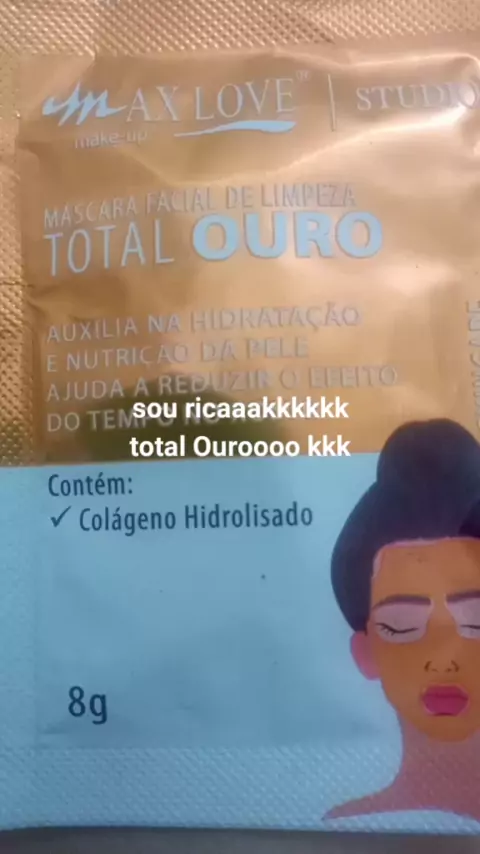 MAX LOVE™ | STUDIO
make-up
MÁSCARA FACIAL DE LIMPEZA
TOTAL OURO
AUXILIA NA HIDRATAÇÃO
E NUTRIÇÃO DA PELE
AJUDA A REDUZIR O EFEITO
DO TEMPO
sou ricaaakkkkkk
total Ouroooo kkk
Contém:
✓ Colágeno Hidrolisado
8g